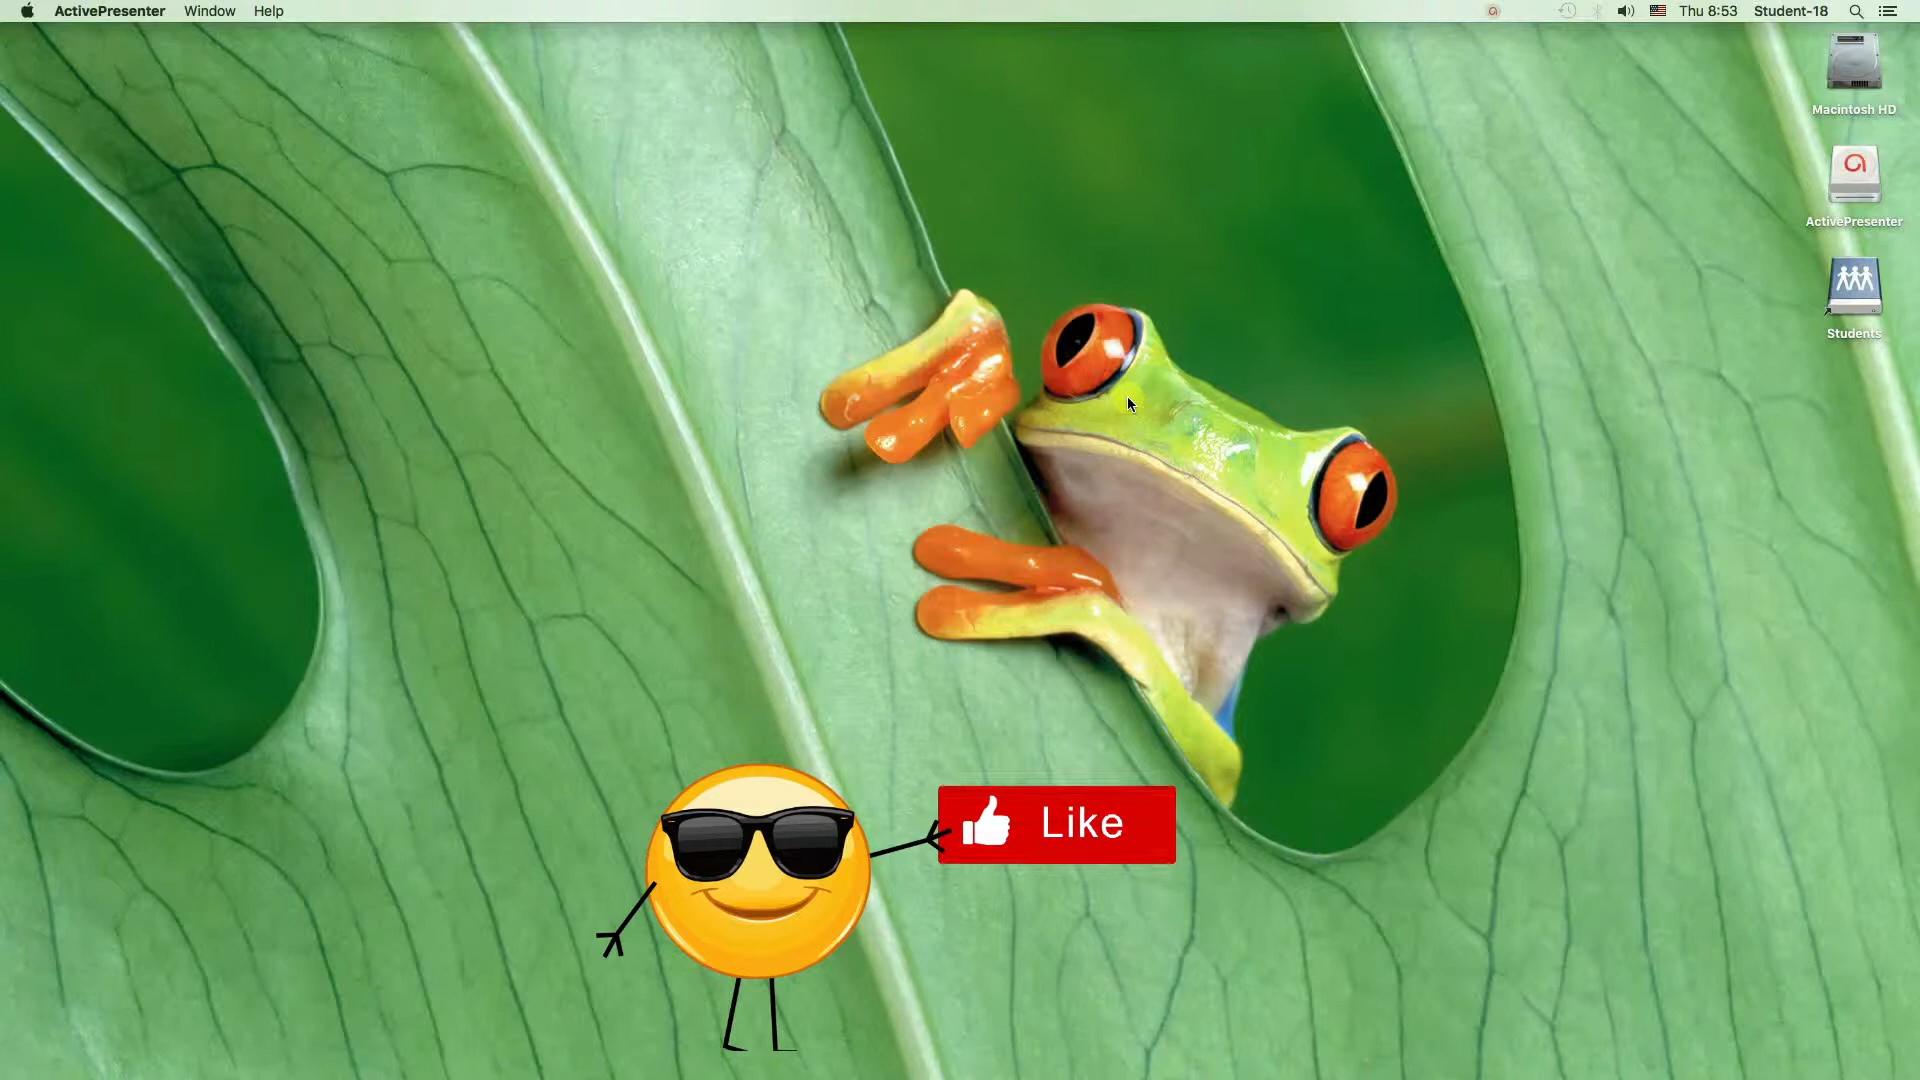 ActivePresenter Window Help Thu 8:53 Student-18
Macintosh HD
ActivePresenter
Students
Like